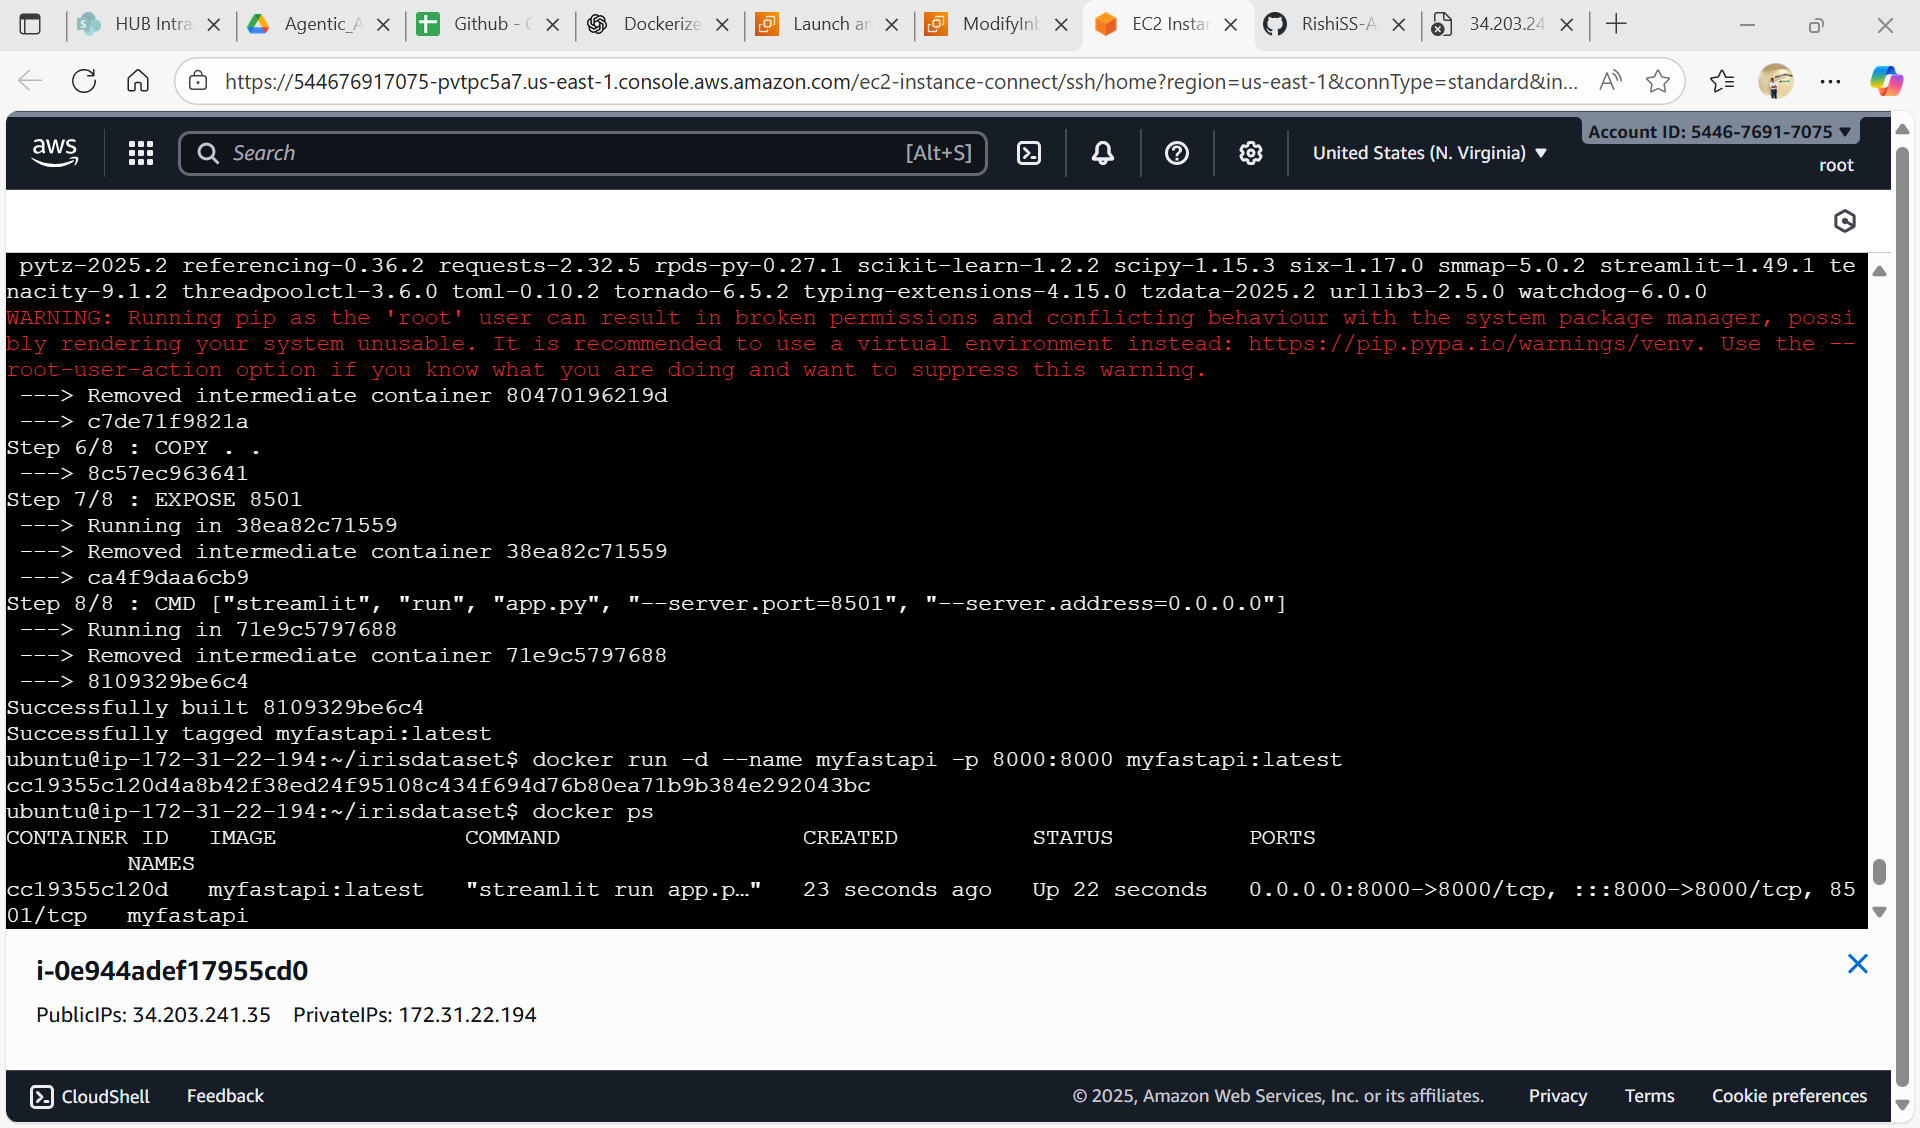 HUB Intra
Agentic_A
Github - G
Dockerize
Launch an
ModifyInb
EC2 Instar
RishiSS-A
34.203.24
https://544676917075-pvtpc5a7.us-east-1.console.aws.amazon.com/ec2-instance-connect/ssh/home?region=us-east-1&connType=standard&in...
aws
Search
[Alt+S]
United States (N. Virginia)
Account ID: 5446-7691-7075
root
pytz-2025.2 referencing-0.36.2 requests-2.32.5 rpds-py-0.27.1 scikit-learn-1.2.2 scipy-1.15.3 six-1.17.0 smmap-5.0.2 streamlit-1.49.1 te
nacity-9.1.2 threadpoolctl-3.6.0 toml-0.10.2 tornado-6.5.2 typing-extensions-4.15.0 tzdata-2025.2 urllib3-2.5.0 watchdog-6.0.0
WARNING: Running pip as the 'root' user can result in broken permissions and conflicting behaviour with the system package manager, possi
bly rendering your system unusable. It is recommended to use a virtual environment instead: https://pip.pypa.io/warnings/venv. Use the --
root-user-action option if you know what you are doing and want to suppress this warning.
---> Removed intermediate container 80470196219d
---> c7de71f9821a
Step 6/8 : COPY . .
---> 8c57ec963641
Step 7/8 : EXPOSE 8501
---> Running in 38ea82c71559
---> Removed intermediate container 38ea82c71559
---> ca4f9daa6cb9
Step 8/8 : CMD ["streamlit", "run", "app.py", "--server.port=8501", "--server.address=0.0.0.0"]
---> Running in 71e9c5797688
---> Removed intermediate container 71e9c5797688
---> 8109329be6c4
Successfully built 8109329be6c4
Successfully tagged myfastapi:latest
ubuntu@ip-172-31-22-194:~/irisdataset$ docker run -d --name myfastapi -p 8000:8000 myfastapi:latest
cc19355c120d4a8b42f38ed24f95108c434f694d76b80ea71b9b384e292043bc
ubuntu@ip-172-31-22-194:~/irisdataset$ docker ps
CONTAINER ID IMAGE COMMAND CREATED STATUS PORTS
NAMES
cc19355c120d myfastapi:latest "streamlit run app.p…" 23 seconds ago Up 22 seconds 0.0.0.0:8000->8000/tcp, :::8000->8000/tcp, 85
01/tcp myfastapi
i-0e944adef17955cd0
PublicIPs: 34.203.241.35 PrivateIPs: 172.31.22.194
CloudShell
Feedback
© 2025, Amazon Web Services, Inc. or its affiliates.
Privacy
Terms
Cookie preferences